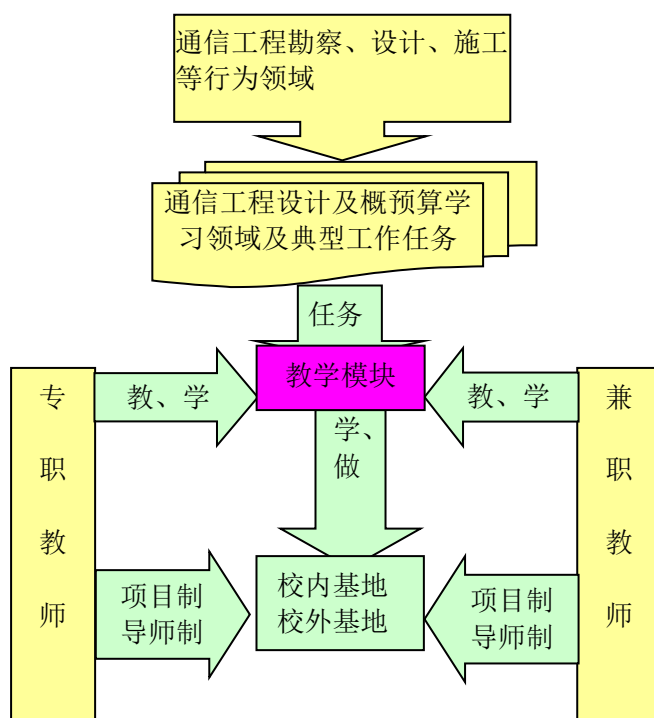 通信工程勘察、设计、施工
等行为领域
通信工程设计及概预算学
习领域及典型工作任务
任务
教学模块
专职教师
教、学
教、学
兼职教师
学、
做
项目制
导师制
校内基地
校外基地
项目制
导师制